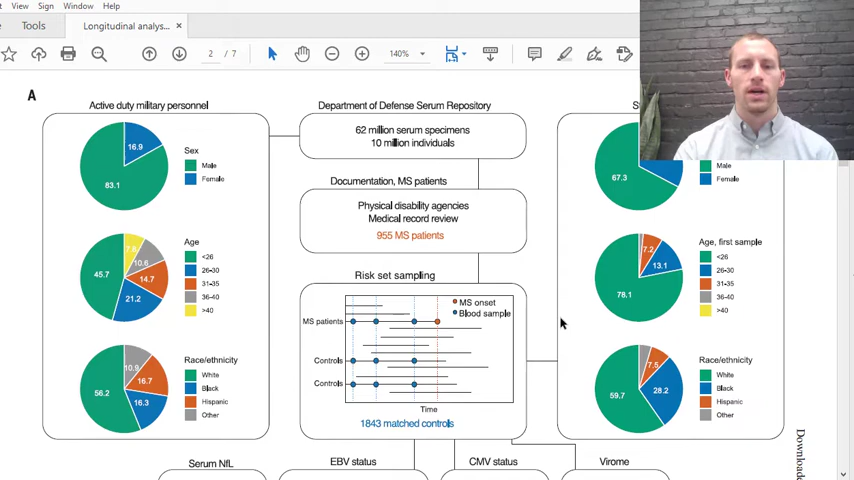 View Sign Window Help
Tools
Longitudinal analys... ×
2 / 7
140%
A
Active duty military personnel
Department of Defense Serum Repository
62 million serum specimens
10 million individuals
Sex
Male
Female
16.9
83.1
67.3
Male
Female
Documentation, MS patients
Physical disability agencies
Medical record review
955 MS patients
Age
<26
26-30
31-35
36-40
>40
7.8
10.6
14.7
21.2
45.7
Age, first sample
<26
26-30
31-35
36-40
>40
7.2
13.1
78.1
Risk set sampling
MS onset
Blood sample
MS patients
Controls
Controls
Time
1843 matched controls
Race/ethnicity
White
Black
Hispanic
Other
10.9
16.7
16.3
56.2
Race/ethnicity
White
Black
Hispanic
Other
7.5
28.2
59.7
Serum NfL
EBV status
CMV status
Virome